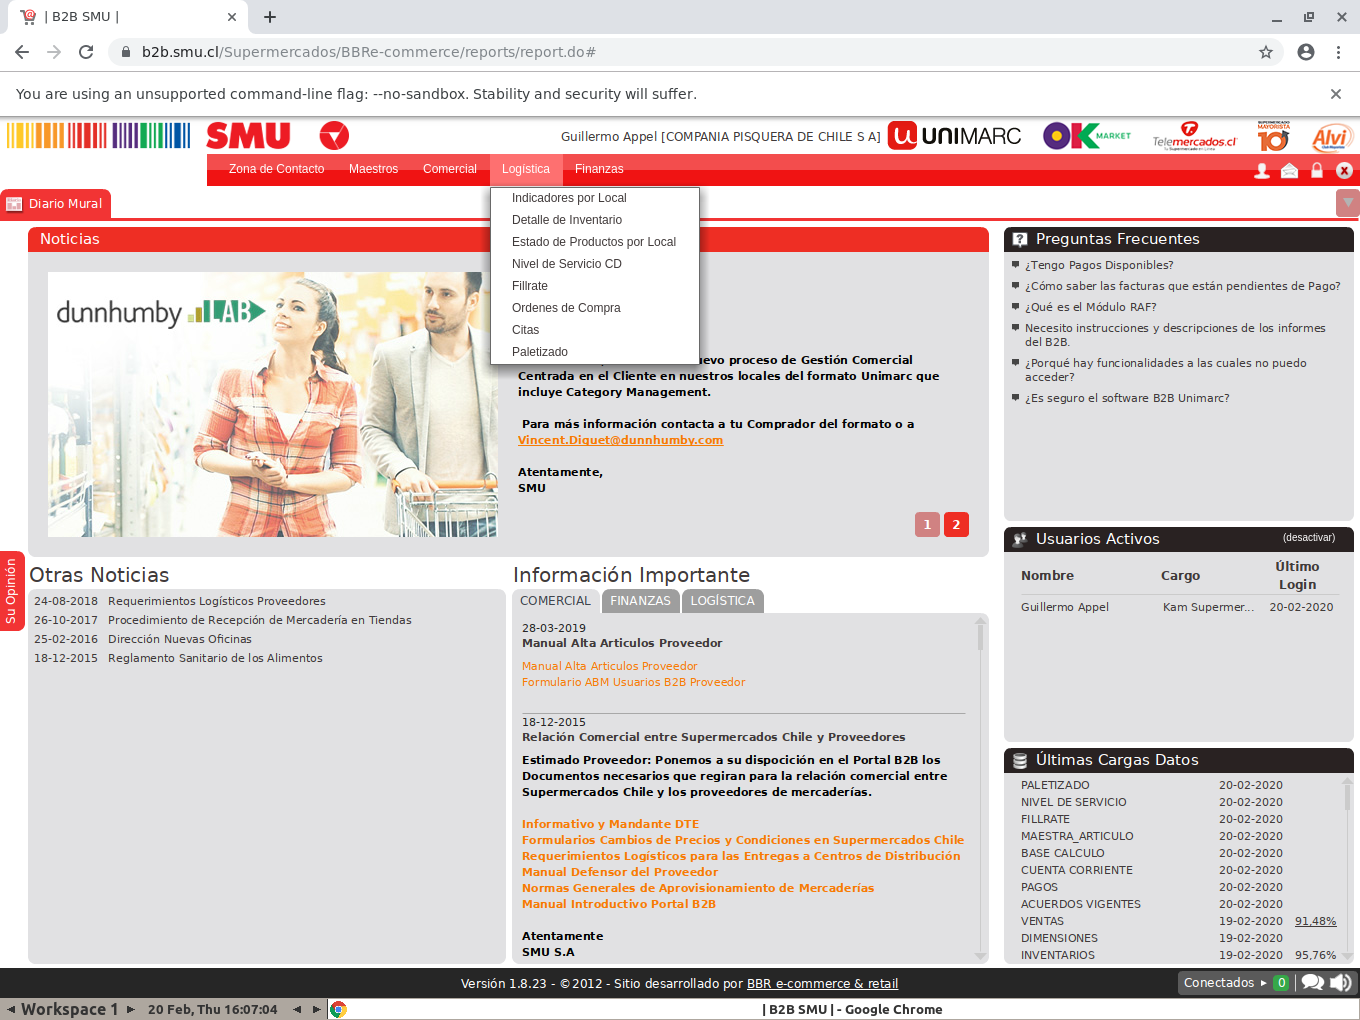 | B2B SMU |
b2b.smu.cl/Supermercados/BBRe-commerce/reports/report.do#
You are using an unsupported command-line flag: --no-sandbox. Stability and security will suffer.
SMU
Guillermo Appel [COMPANIA PISQUERA DE CHILE S A]
UNIMARC
OK MARKET
Telemercados.cl
MAYORISTA 10
Alvi
Zona de Contacto
Maestros
Comercial
Logística
Finanzas
Diario Mural
Indicadores por Local
Detalle de Inventario
Estado de Productos por Local
Nivel de Servicio CD
Fillrate
Ordenes de Compra
Citas
Paletizado
Noticias
dunnhumby LAB
uevo proceso de Gestión Comercial
Centrada en el Cliente en nuestros locales del formato Unimarc que
incluye Category Management.
Para más información contacta a tu Comprador del formato o a
Vincent.Diguet@dunnhumby.com
Atentamente,
SMU
1 2
Su Opinión
Otras Noticias
24-08-2018 Requerimientos Logísticos Proveedores
26-10-2017 Procedimiento de Recepción de Mercadería en Tiendas
25-02-2016 Dirección Nuevas Oficinas
18-12-2015 Reglamento Sanitario de los Alimentos
Información Importante
COMERCIAL FINANZAS LOGÍSTICA
28-03-2019
Manual Alta Articulos Proveedor
Manual Alta Articulos Proveedor
Formulario ABM Usuarios B2B Proveedor
18-12-2015
Relación Comercial entre Supermercados Chile y Proveedores
Estimado Proveedor: Ponemos a su disposición en el Portal B2B los
Documentos necesarios que regiran para la relación comercial entre
Supermercados Chile y los proveedores de mercaderías.
Informativo y Mandante DTE
Formularios Cambios de Precios y Condiciones en Supermercados Chile
Requerimientos Logísticos para las Entregas a Centros de Distribución
Manual Defensor del Proveedor
Normas Generales de Aprovisionamiento de Mercaderías
Manual Introductivo Portal B2B
Atentamente
SMU S.A
Preguntas Frecuentes
¿Tengo Pagos Disponibles?
¿Cómo saber las facturas que están pendientes de Pago?
¿Qué es el Módulo RAF?
Necesito instrucciones y descripciones de los informes
del B2B.
¿Porqué hay funcionalidades a las cuales no puedo
acceder?
¿Es seguro el software B2B Unimarc?
Usuarios Activos (desactivar)
Nombre Cargo Último Login
Guillermo Appel Kam Supermer... 20-02-2020
Últimas Cargas Datos
PALETIZADO 20-02-2020
NIVEL DE SERVICIO 20-02-2020
FILLRATE 20-02-2020
MAESTRA_ARTICULO 20-02-2020
BASE CALCULO 20-02-2020
CUENTA CORRIENTE 20-02-2020
PAGOS 20-02-2020
ACUERDOS VIGENTES 20-02-2020
VENTAS 19-02-2020 91,48%
DIMENSIONES 19-02-2020
INVENTARIOS 19-02-2020 95,76%
Versión 1.8.23 - ©2012 - Sitio desarrollado por BBR e-commerce & retail
Conectados 0
Workspace 1 20 Feb, Thu 16:07:04 | B2B SMU | - Google Chrome